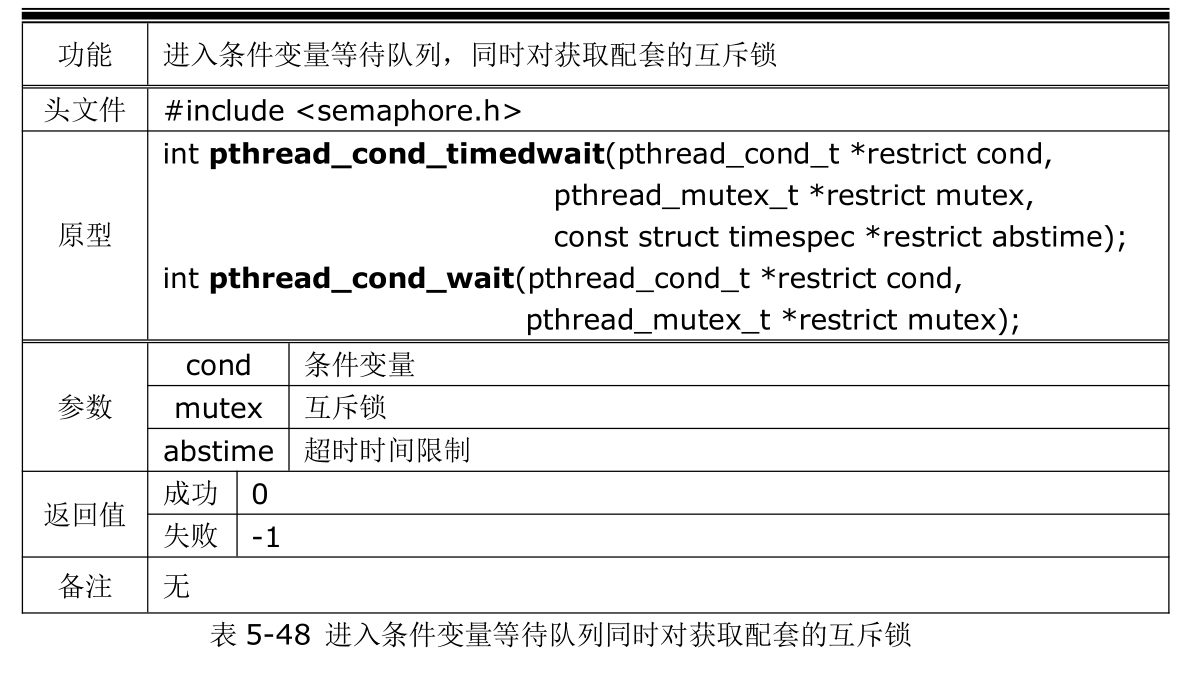 功能 进入条件变量等待队列，同时对获取配套的互斥锁
头文件 #include <semaphore.h>
原型 int pthread_cond_timedwait(pthread_cond_t *restrict cond,
pthread_mutex_t *restrict mutex,
const struct timespec *restrict abstime);
int pthread_cond_wait(pthread_cond_t *restrict cond,
pthread_mutex_t *restrict mutex);
参数 cond 条件变量
mutex 互斥锁
abstime 超时时间限制
返回值 成功 0
失败 -1
备注 无
表 5-48 进入条件变量等待队列同时对获取配套的互斥锁